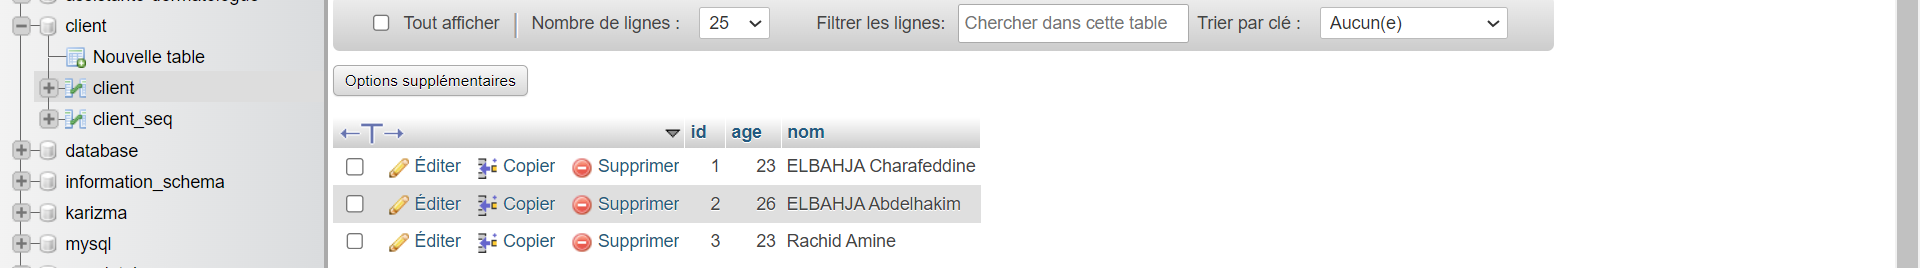 client
Nouvelle table
client
client_seq
database
information_schema
karizma
mysql
Tout afficher
Nombre de lignes :
25
Filtrer les lignes:
Chercher dans cette table
Trier par clé :
Aucun(e)
Options supplémentaires
id age nom
Éditer Copier Supprimer 1 23 ELBAHJA Charafeddine
Éditer Copier Supprimer 2 26 ELBAHJA Abdelhakim
Éditer Copier Supprimer 3 23 Rachid Amine